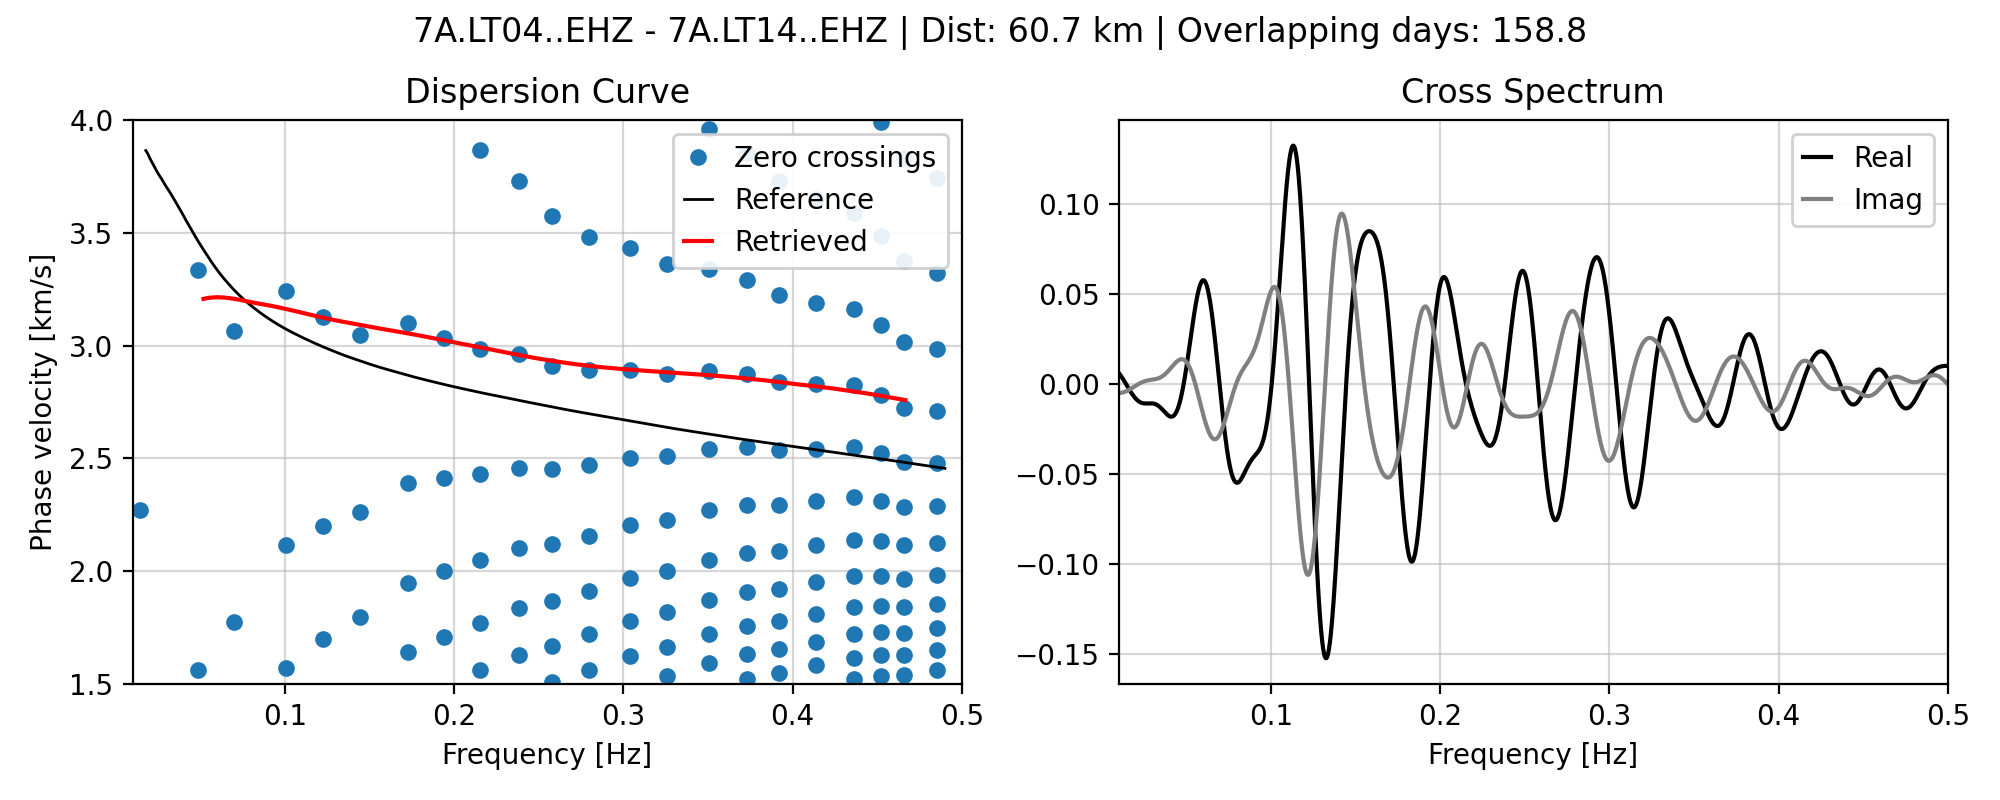 7A.LT04..EHZ - 7A.LT14..EHZ | Dist: 60.7 km | Overlapping days: 158.8
Dispersion Curve
Zero crossings
Reference
Retrieved
4.0
3.5
3.0
2.5
2.0
1.5
Phase velocity [km/s]
0.1
0.2
0.3
0.4
0.5
Frequency [Hz]
Cross Spectrum
Real
Imag
0.10
0.05
0.00
−0.05
−0.10
−0.15
0.1
0.2
0.3
0.4
0.5
Frequency [Hz]